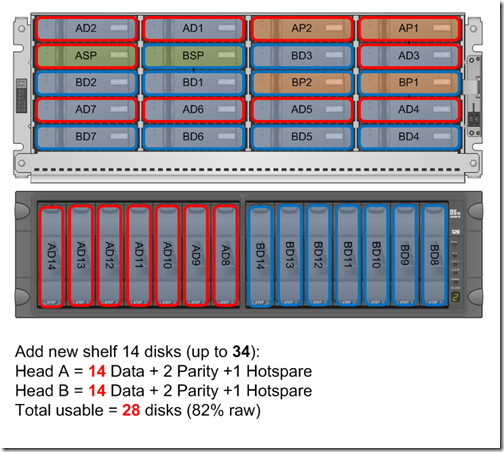 AD2 AD1 AP2 AP1
ASP BSP BD3 AD3
BD2 BD1 BP2 BP1
AD7 AD6 AD5 AD4
BD7 BD6 BD5 BD4
AD14 AD13 AD12 AD11 AD10 AD9 AD8 BD14 BD13 BD12 BD11 BD10 BD9 BD8
2
Add new shelf 14 disks (up to 34):
Head A = 14 Data + 2 Parity +1 Hotspare
Head B = 14 Data + 2 Parity +1 Hotspare
Total usable = 28 disks (82% raw)